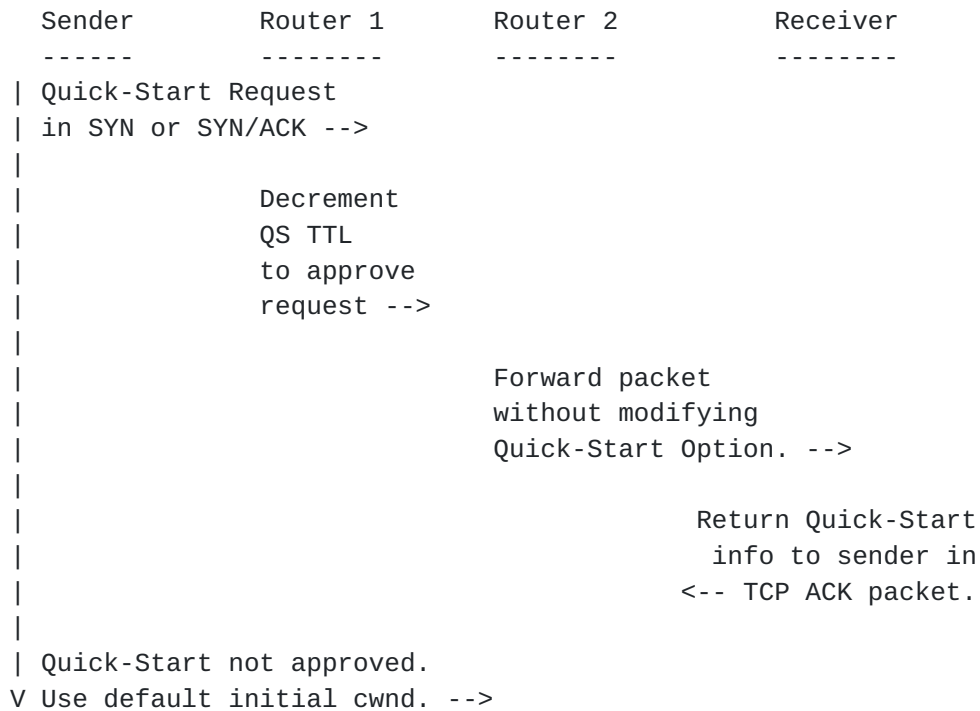 Sender        Router 1       Router 2          Receiver
  ------        --------       --------          --------
| Quick-Start Request
| in SYN or SYN/ACK -->
|
|               Decrement
|               QS TTL
|               to approve
|               request -->
|
|                              Forward packet
|                              without modifying
|                              Quick-Start Option. -->
|
|                                           Return Quick-Start
|                                            info to sender in
|                                          <-- TCP ACK packet.
|
| Quick-Start not approved.
V Use default initial cwnd. -->